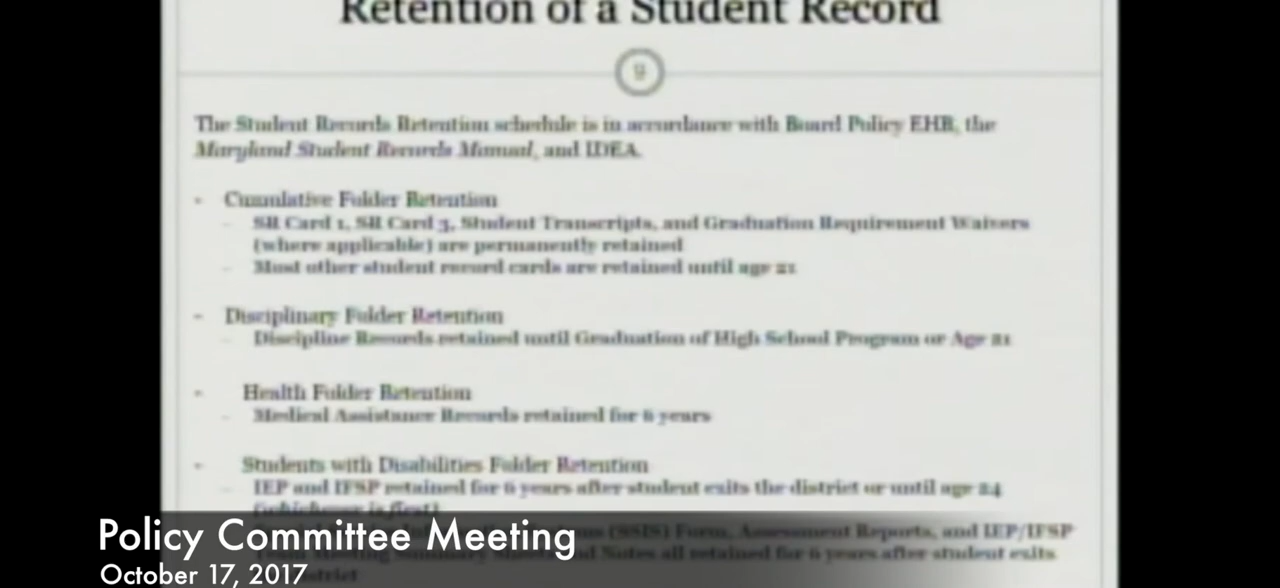 Retention of a Student Record
9
The Student Records Retention schedule is in accordance with Board Policy EHB, the
Maryland Student Records Manual, and IDEA.
- Cumulative Folder Retention
- SR Card 1, SR Card 3, Student Transcripts, and Graduation Requirement Waivers
(where applicable) are permanently retained
- Most other student record cards are retained until age 21
- Disciplinary Folder Retention
- Discipline Records retained until Graduation of High School Program or Age 21
- Health Folder Retention
- Medical Assistance Records retained for 6 years
- Students with Disabilities Folder Retention
- IEP and IFSP retained for 6 years after student exits the district or until age 24
(whichever is first)
(SSIS) Form, Assessment Reports, and IEP/IFSP
Notes all retained for 6 years after student exits
Policy Committee Meeting
October 17, 2017